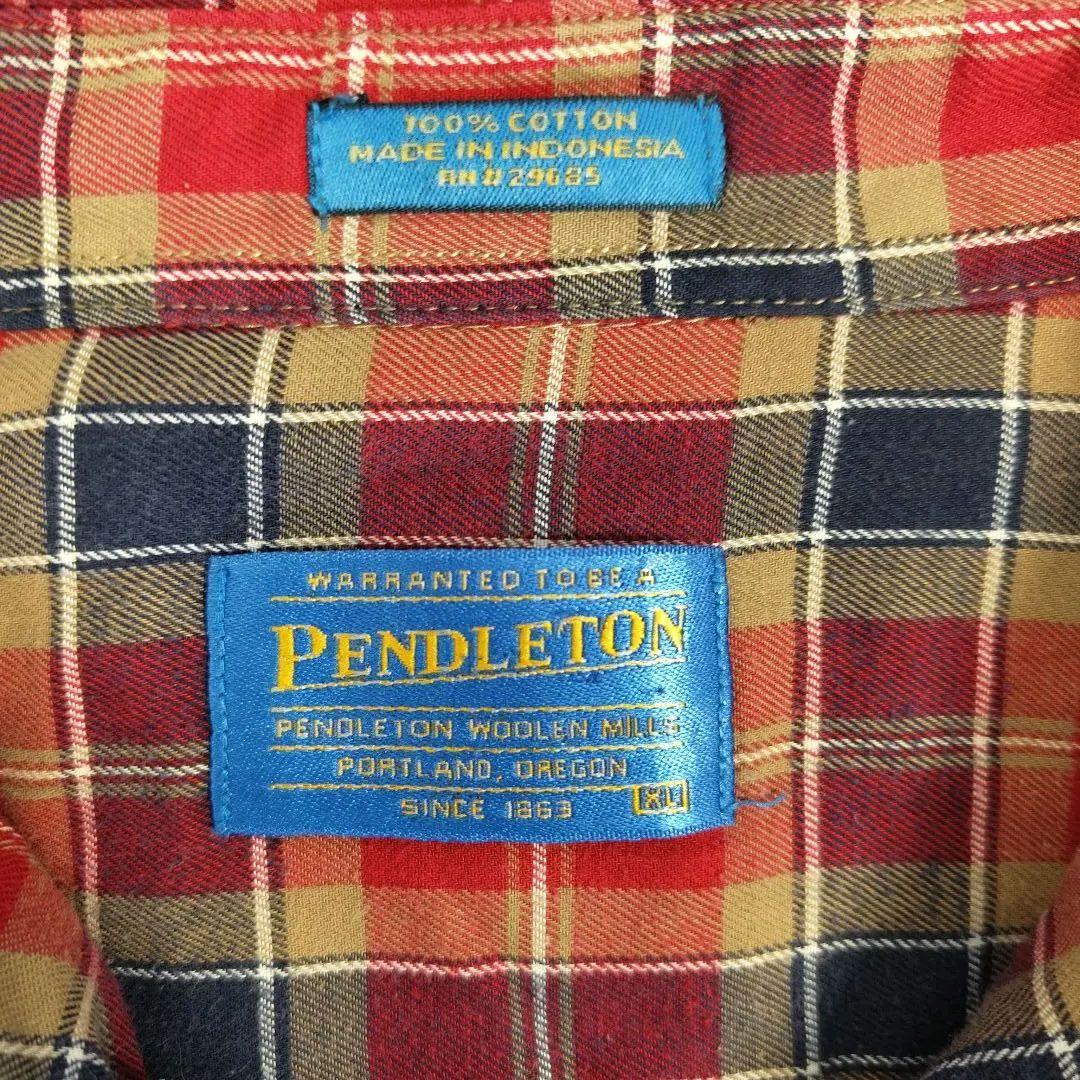 100% COTTON
MADE IN INDONESIA
RN# 29685
WARRANTED TO BE A
PENDLETON
PENDLETON WOOLEN MILLS
PORTLAND, OREGON
SINCE 1863 XL